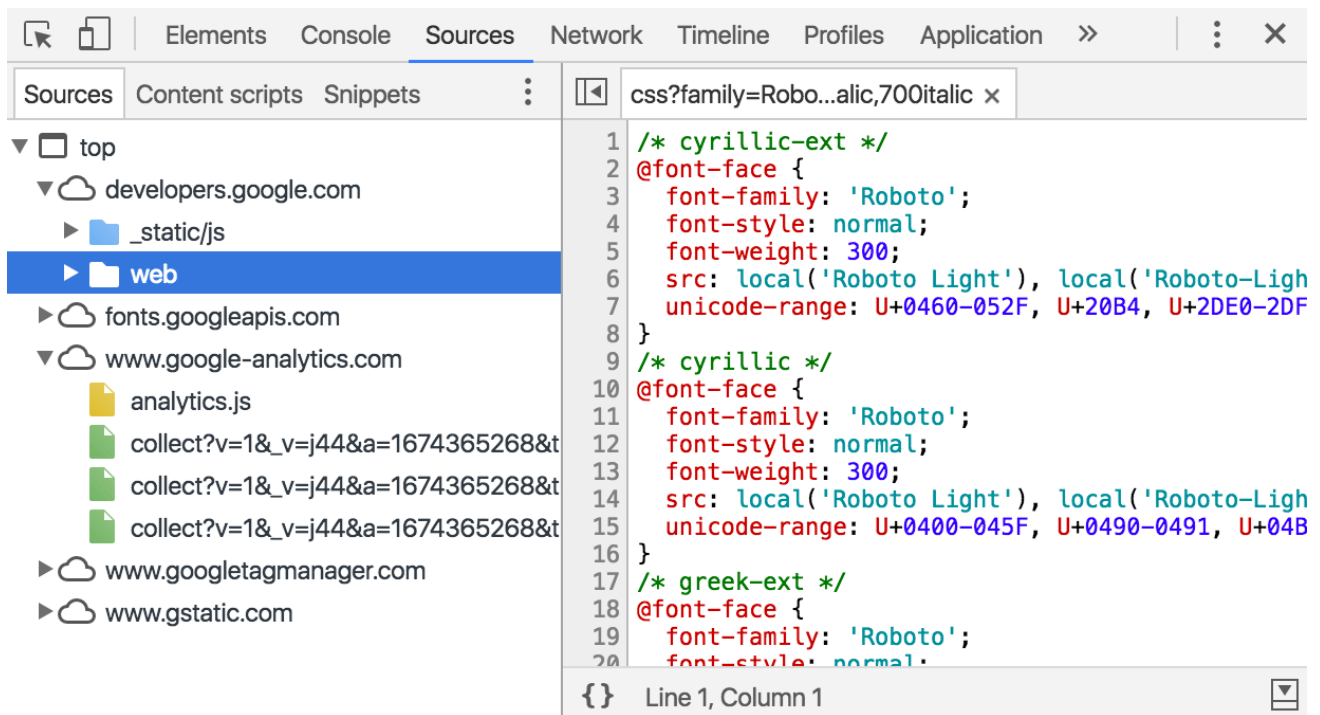 Elements Console Sources Network Timeline Profiles Application »
Sources Content scripts Snippets
top
developers.google.com
_static/js
web
fonts.googleapis.com
www.google-analytics.com
analytics.js
collect?v=1&_v=j44&a=1674365268&t
collect?v=1&_v=j44&a=1674365268&t
collect?v=1&_v=j44&a=1674365268&t
www.googletagmanager.com
www.gstatic.com
css?family=Robo...alic,700italic ×
1 /* cyrillic-ext */
2 @font-face {
3 font-family: 'Roboto';
4 font-style: normal;
5 font-weight: 300;
6 src: local('Roboto Light'), local('Roboto-Ligh
7 unicode-range: U+0460-052F, U+20B4, U+2DE0-2DF
8 }
9 /* cyrillic */
10 @font-face {
11 font-family: 'Roboto';
12 font-style: normal;
13 font-weight: 300;
14 src: local('Roboto Light'), local('Roboto-Ligh
15 unicode-range: U+0400-045F, U+0490-0491, U+04B
16 }
17 /* greek-ext */
18 @font-face {
19 font-family: 'Roboto';
20 font-style: normal;
{} Line 1, Column 1